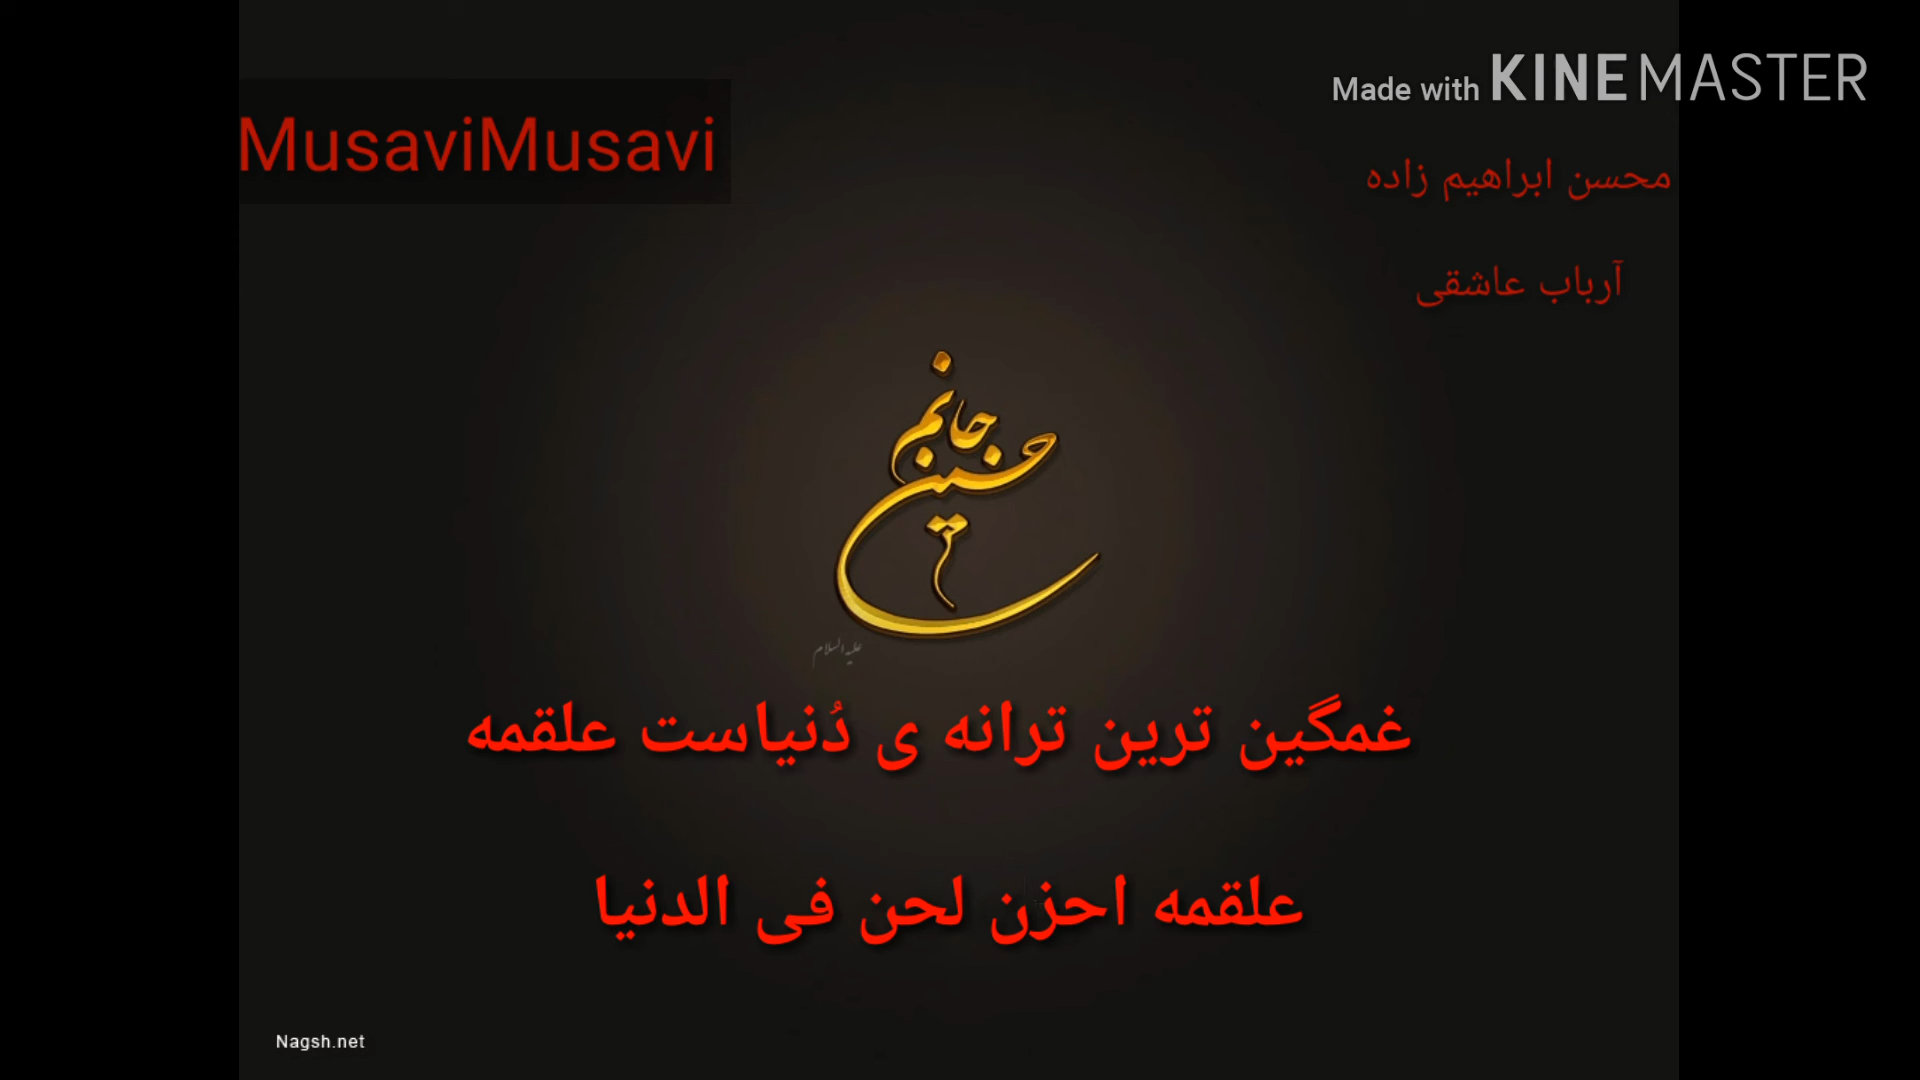 Made with KINEMASTER
MusaviMusavi
محسن ابراهیم زاده
آرباب عاشقی
جانم
حسین
علیه السلام
غمگین ترین ترانه ی دُنیاست علقمه
علقمه احزن لحن فی الدنیا
Nagsh.net